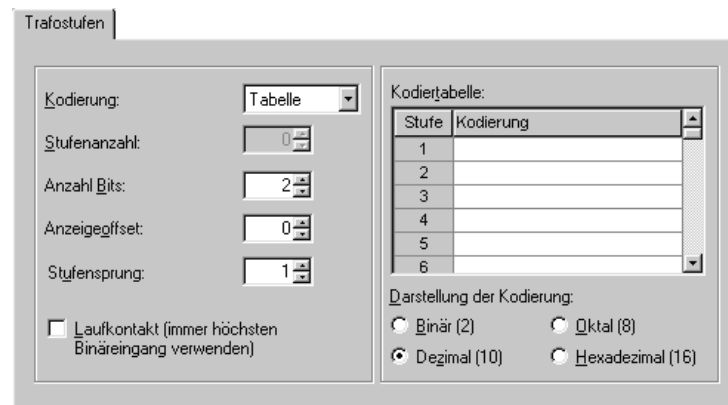 Trafostufen
Kodierung: Tabelle
Stufenanzahl: 0
Anzahl Bits: 2
Anzeigeoffset: 0
Stufensprung: 1
Laufkontakt (immer höchsten
Binäreingang verwenden)
Kodiertabelle:
Stufe Kodierung
1
2
3
4
5
6
Darstellung der Kodierung:
Binär (2) Oktal (8)
Dezimal (10) Hexadezimal (16)